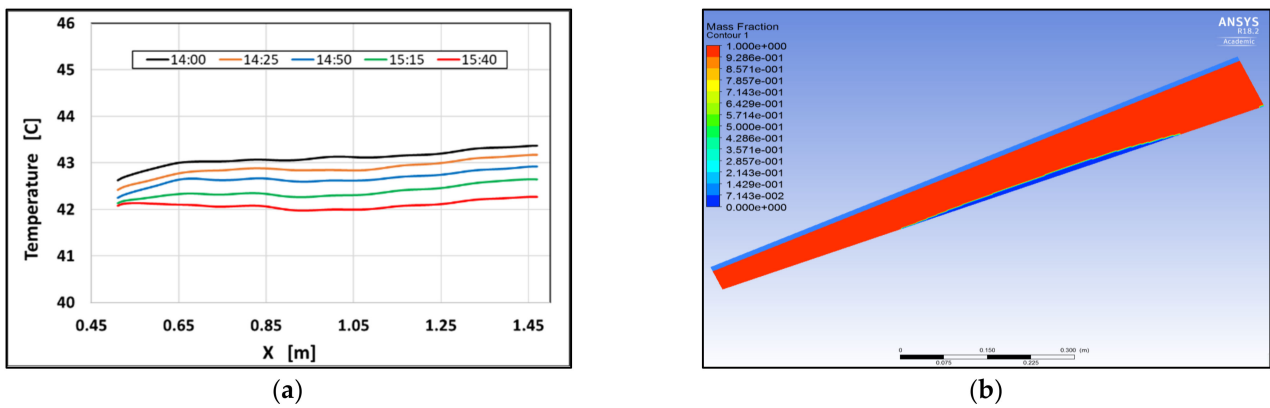 46
45
44
43
42
41
40
Temperature [C]
14:00 14:25 14:50 15:15 15:40
0.45 0.65 0.85 1.05 1.25 1.45
X [m]
(a)
Mass Fraction
Contour 1
1.000e+000
9.286e-001
8.571e-001
7.857e-001
7.143e-001
6.429e-001
5.714e-001
5.000e-001
4.286e-001
3.571e-001
2.857e-001
2.143e-001
1.429e-001
7.143e-002
0.000e+000
ANSYS
R18.2
Academic
0 0.150 0.300 (m)
0.075 0.225
(b)